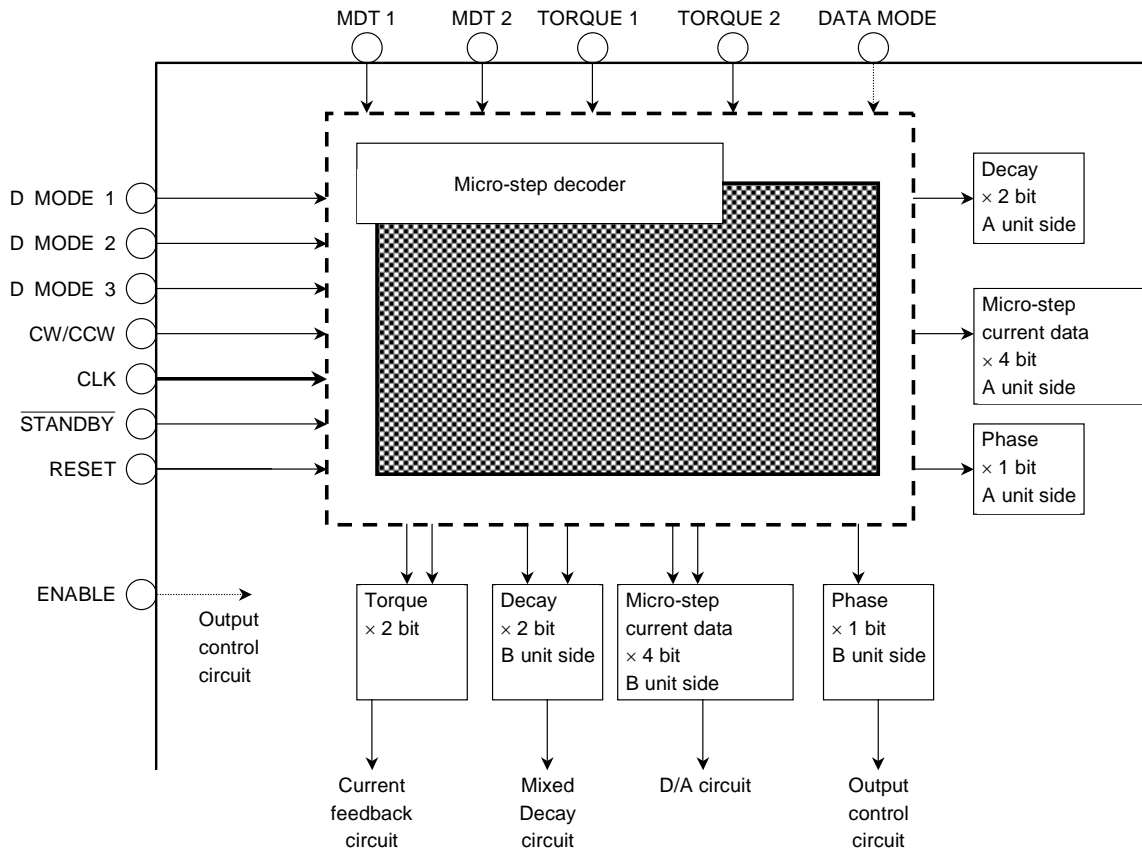 MDT 1
MDT 2
TORQUE 1
TORQUE 2
DATA MODE
D MODE 1
D MODE 2
D MODE 3
CW/CCW
CLK
STANDBY
RESET
ENABLE
Output
control
circuit
Micro-step decoder
Decay
× 2 bit
A unit side
Micro-step
current data
× 4 bit
A unit side
Phase
× 1 bit
A unit side
Torque
× 2 bit
Decay
× 2 bit
B unit side
Micro-step
current data
× 4 bit
B unit side
Phase
× 1 bit
B unit side
Current
feedback
circuit
Mixed
Decay
circuit
D/A circuit
Output
control
circuit